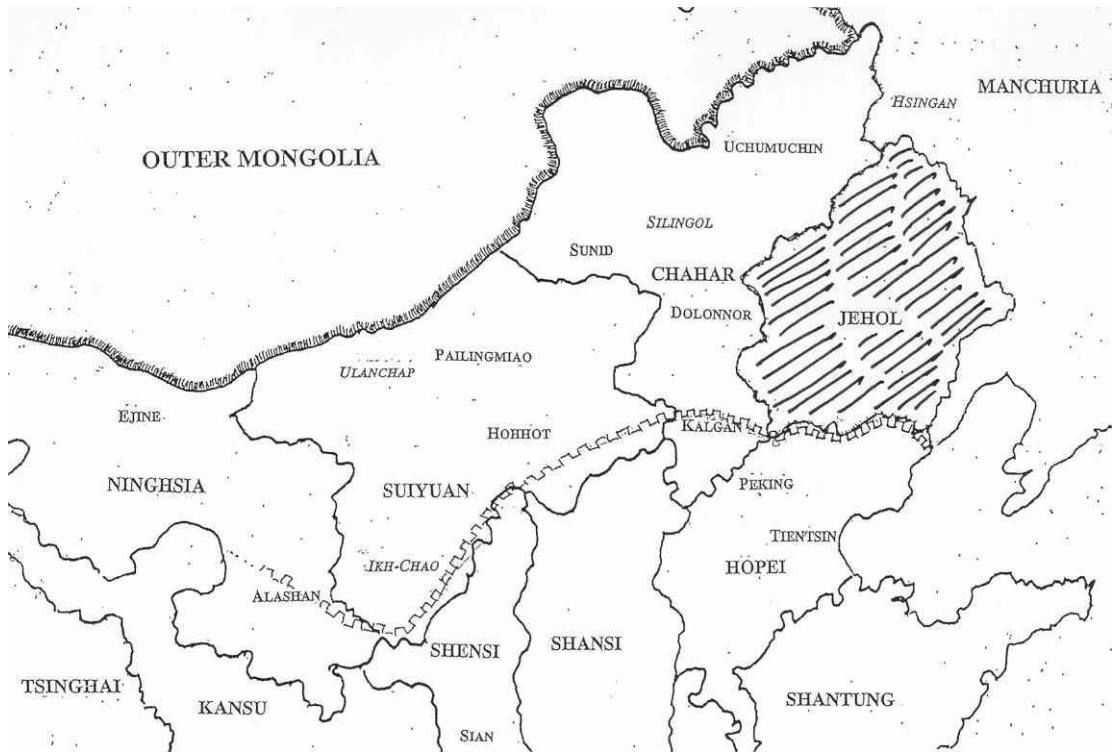 MANCHURIA
HSINGAN
UCHUMUCHIN
OUTER MONGOLIA
SILINGOL
SUNID
CHAHAR
DOLONNOR
JEHOL
PAILINGMIAO
ULANCHAP
EJINE
HOHHOT
KALGAN
NINGHSIA
SUIYUAN
PEKING
TIENTSIN
HOPEI
IKH-CHAO
ALASHAN
SHENSI
SHANSI
TSINGHAI
KANSU
SHANTUNG
SIAN